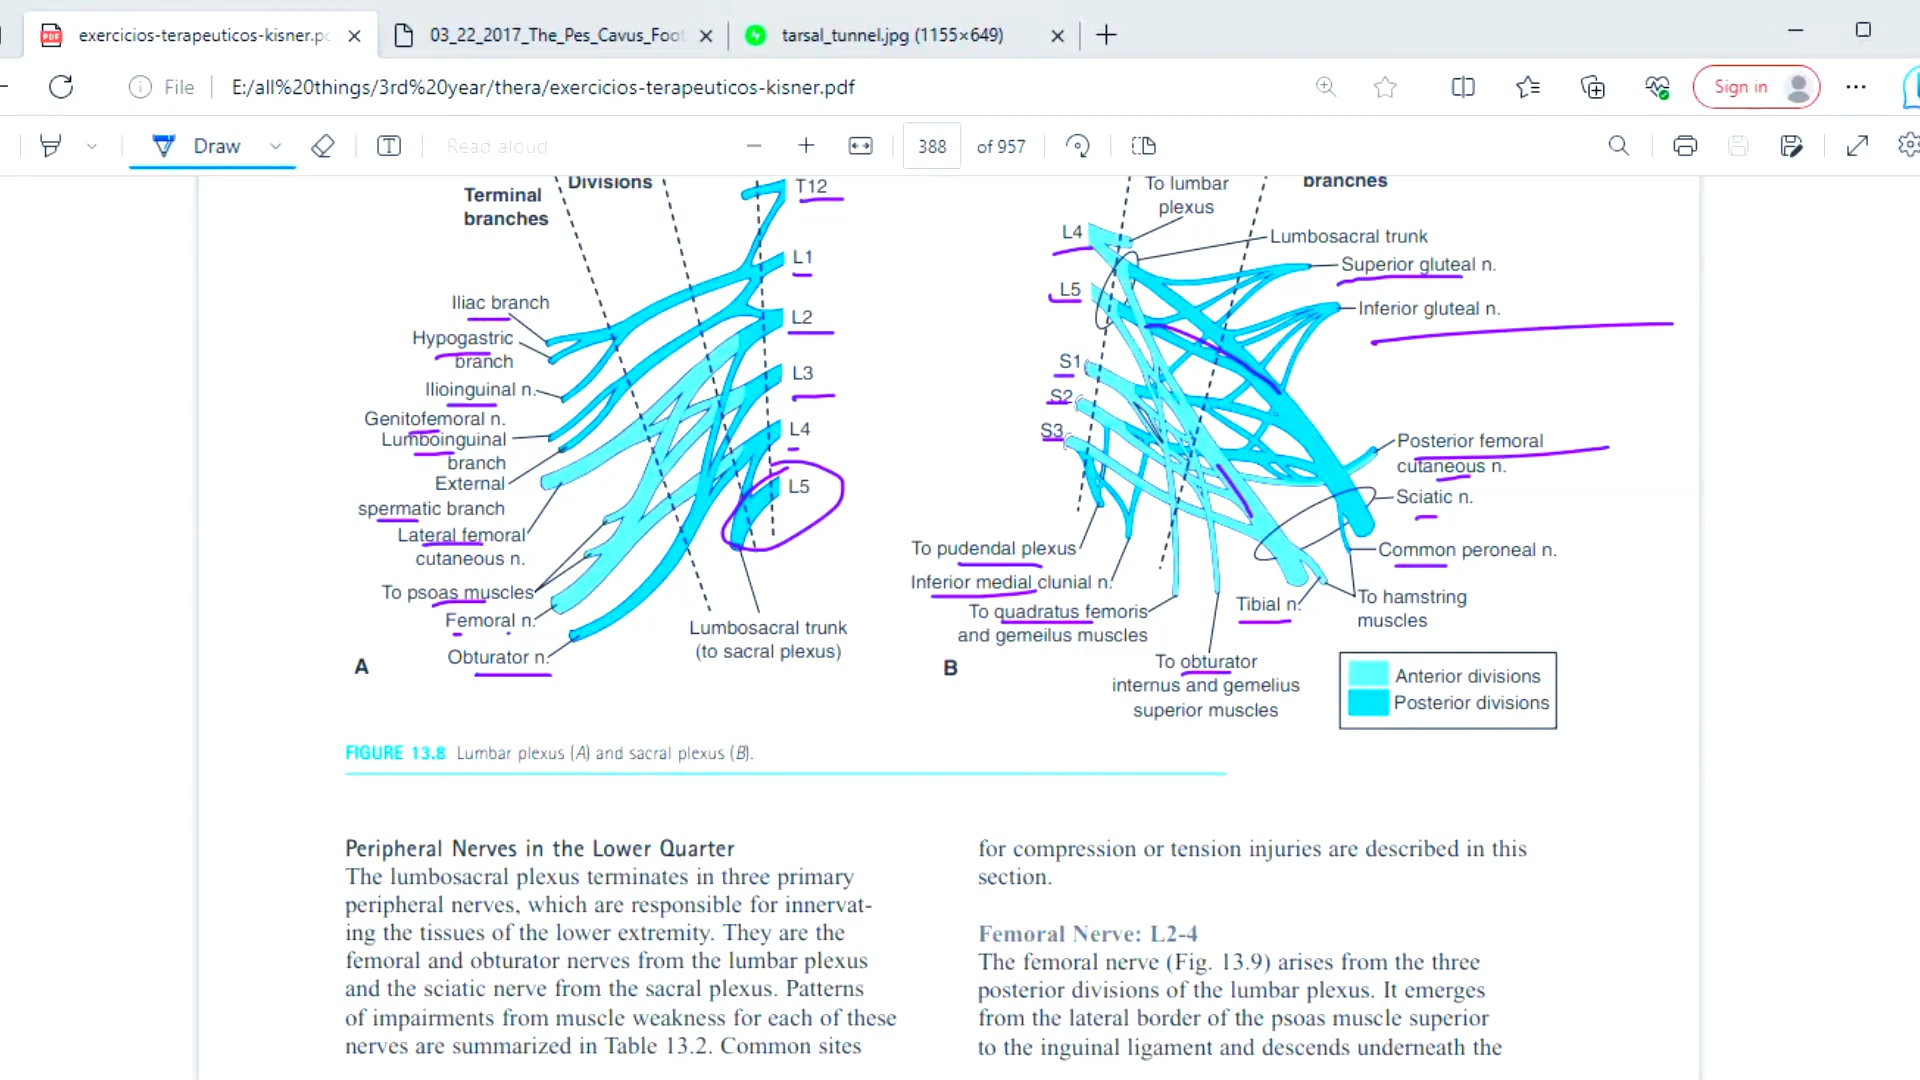 exercicios-terapeuticos-kisner.pd
03_22_2017_The_Pes_Cavus_Foot
tarsal_tunnel.jpg (1155×649)
File
E:/all%20things/3rd%20year/thera/exercicios-terapeuticos-kisner.pdf
Sign in
Draw
Read aloud
388 of 957
Terminal
branches
Divisions
T12
L1
L2
L3
L4
L5
Iliac branch
Hypogastric
branch
Ilioinguinal n.
Genitofemoral n.
Lumboinguinal
branch
External
spermatic branch
Lateral femoral
cutaneous n.
To psoas muscles
Femoral n.
Obturator n.
Lumbosacral trunk
(to sacral plexus)
A
To lumbar
plexus
branches
L4
L5
S1
S2
S3
Lumbosacral trunk
Superior gluteal n.
Inferior gluteal n.
Posterior femoral
cutaneous n.
Sciatic n.
Common peroneal n.
To hamstring
muscles
Tibial n.
To pudendal plexus
Inferior medial clunial n.
To quadratus femoris
and gemeilus muscles
To obturator
internus and gemelius
superior muscles
B
Anterior divisions
Posterior divisions
FIGURE 13.8 Lumbar plexus (A) and sacral plexus (B).
Peripheral Nerves in the Lower Quarter
The lumbosacral plexus terminates in three primary
peripheral nerves, which are responsible for innervat-
ing the tissues of the lower extremity. They are the
femoral and obturator nerves from the lumbar plexus
and the sciatic nerve from the sacral plexus. Patterns
of impairments from muscle weakness for each of these
nerves are summarized in Table 13.2. Common sites
for compression or tension injuries are described in this
section.
Femoral Nerve: L2-4
The femoral nerve (Fig. 13.9) arises from the three
posterior divisions of the lumbar plexus. It emerges
from the lateral border of the psoas muscle superior
to the inguinal ligament and descends underneath the